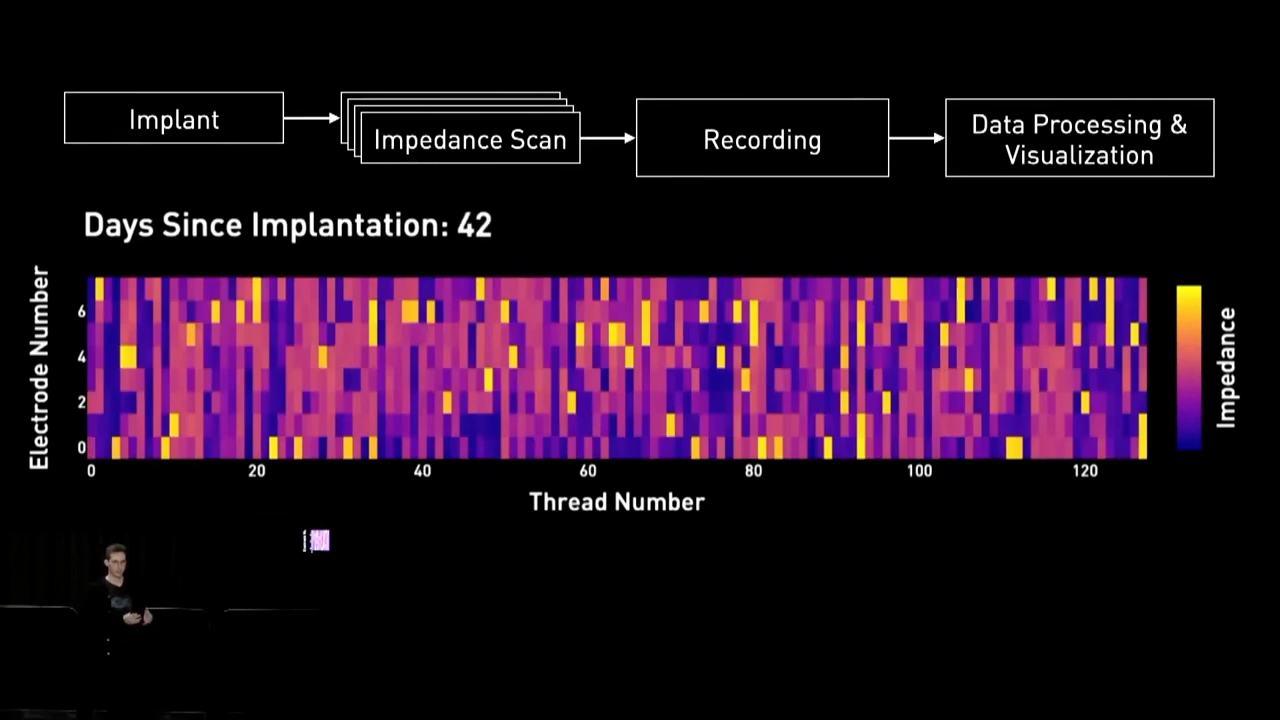 Implant
Impedance Scan
Recording
Data Processing &
Visualization
Days Since Implantation: 42
Electrode Number
6
4
2
0
0 20 40 60 80 100 120
Thread Number
Impedance